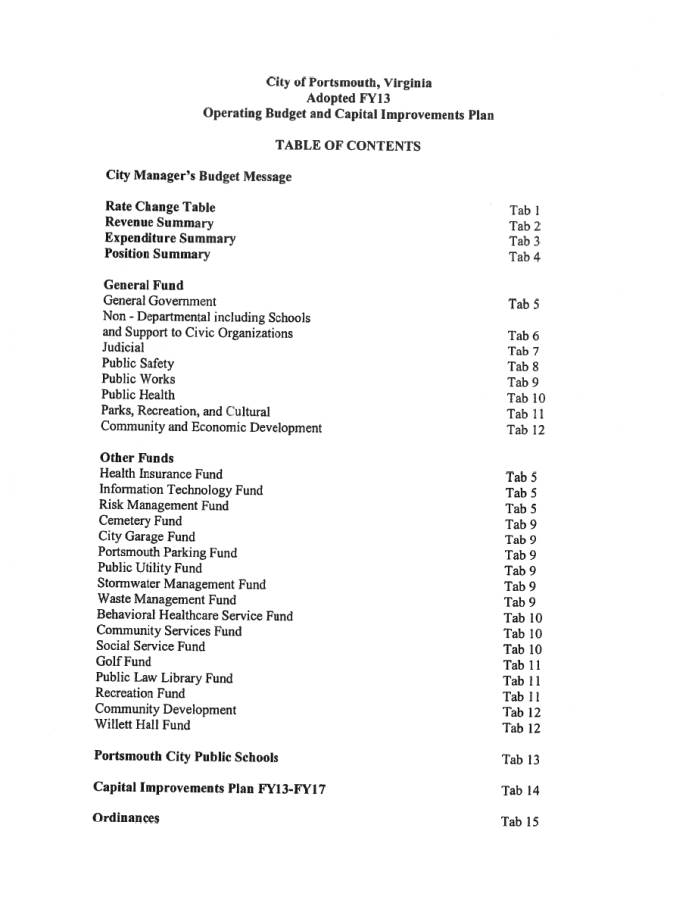 City of Portsmouth, Virginia
Adopted FY13
Operating Budget and Capital Improvements Plan
TABLE OF CONTENTS
City Manager's Budget Message
Rate Change Table Tab 1
Revenue Summary Tab 2
Expenditure Summary Tab 3
Position Summary Tab 4
General Fund
General Government Tab 5
Non - Departmental including Schools
and Support to Civic Organizations Tab 6
Judicial Tab 7
Public Safety Tab 8
Public Works Tab 9
Public Health Tab 10
Parks, Recreation, and Cultural Tab 11
Community and Economic Development Tab 12
Other Funds
Health Insurance Fund Tab 5
Information Technology Fund Tab 5
Risk Management Fund Tab 5
Cemetery Fund Tab 9
City Garage Fund Tab 9
Portsmouth Parking Fund Tab 9
Public Utility Fund Tab 9
Stormwater Management Fund Tab 9
Waste Management Fund Tab 9
Behavioral Healthcare Service Fund Tab 10
Community Services Fund Tab 10
Social Service Fund Tab 10
Golf Fund Tab 11
Public Law Library Fund Tab 11
Recreation Fund Tab 11
Community Development Tab 12
Willett Hall Fund Tab 12
Portsmouth City Public Schools Tab 13
Capital Improvements Plan FY13-FY17 Tab 14
Ordinances Tab 15